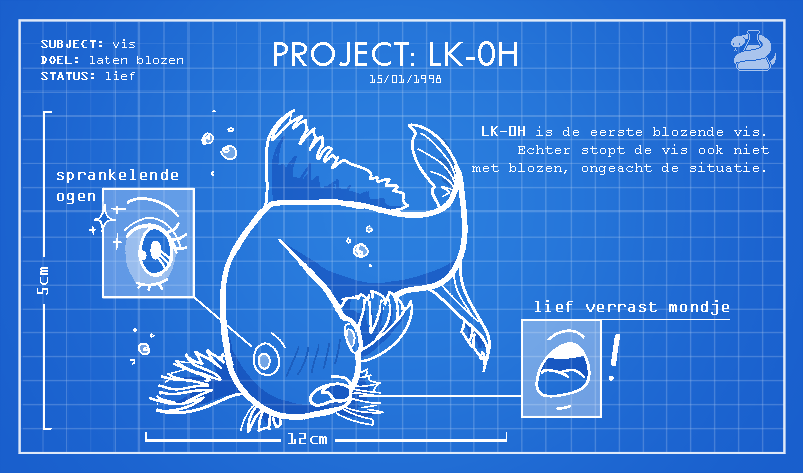 SUBJECT: vis
DOEL: laten blozen
STATUS: lief
PROJECT: LK-0H
15/01/1998
LK-0H is de eerste blozende vis.
Echter stopt de vis ook niet
met blozen, ongeacht de situatie.
sprankelende
ogen
5cm
lief verrast mondje
!
12cm